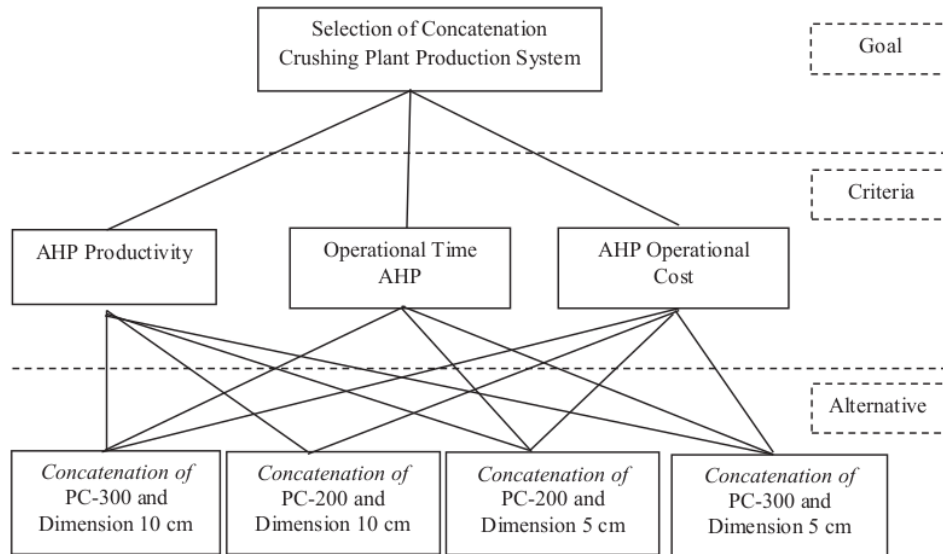 Selection of Concatenation
Crushing Plant Production System
Goal
Criteria
AHP Productivity
Operational Time
AHP
AHP Operational
Cost
Alternative
Concatenation of
PC-300 and
Dimension 10 cm
Concatenation of
PC-200 and
Dimension 10 cm
Concatenation of
PC-200 and
Dimension 5 cm
Concatenation of
PC-300 and
Dimension 5 cm